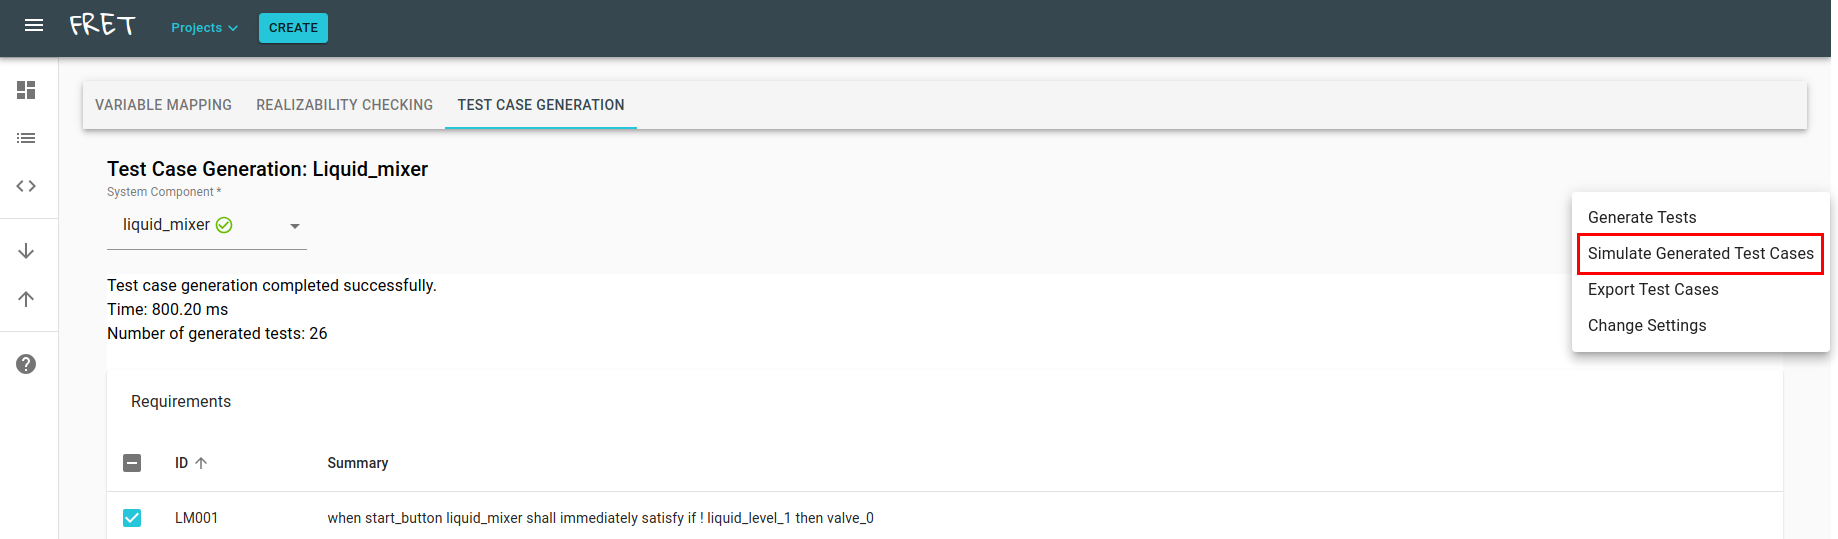 FRET Projects CREATE
VARIABLE MAPPING REALIZABILITY CHECKING TEST CASE GENERATION
Test Case Generation: Liquid_mixer
System Component *
liquid_mixer
Generate Tests
Simulate Generated Test Cases
Export Test Cases
Change Settings
Test case generation completed successfully.
Time: 800.20 ms
Number of generated tests: 26
Requirements
ID Summary
LM001 when start_button liquid_mixer shall immediately satisfy if ! liquid_level_1 then valve_0